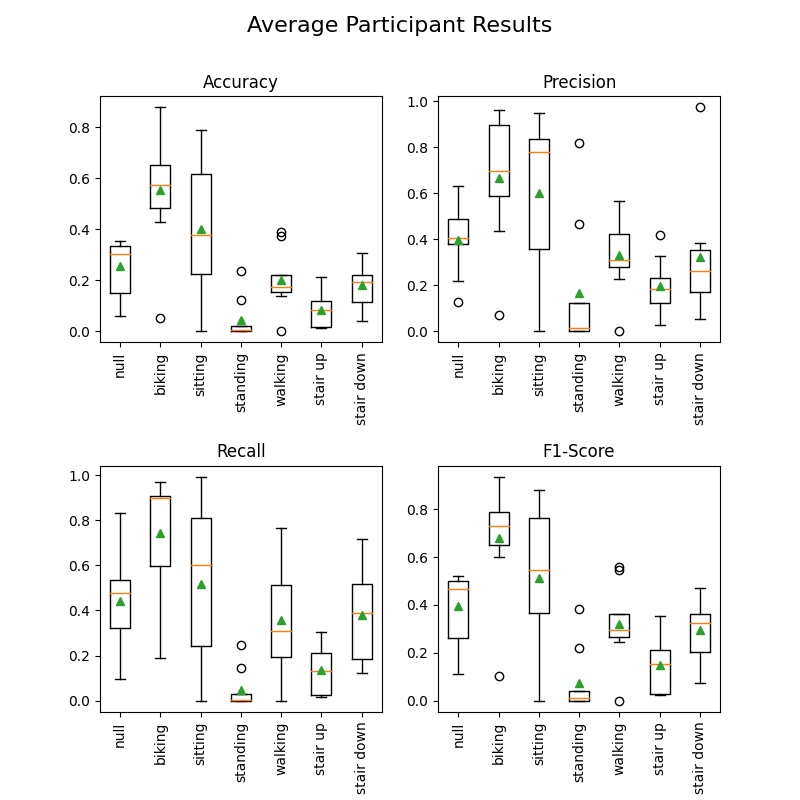 Average Participant Results
Accuracy
0.8
0.6
0.4
0.2
0.0
null
biking
sitting
standing
walking
stair up
stair down
Precision
1.0
0.8
0.6
0.4
0.2
0.0
null
biking
sitting
standing
walking
stair up
stair down
Recall
1.0
0.8
0.6
0.4
0.2
0.0
null
biking
sitting
standing
walking
stair up
stair down
F1-Score
0.8
0.6
0.4
0.2
0.0
null
biking
sitting
standing
walking
stair up
stair down